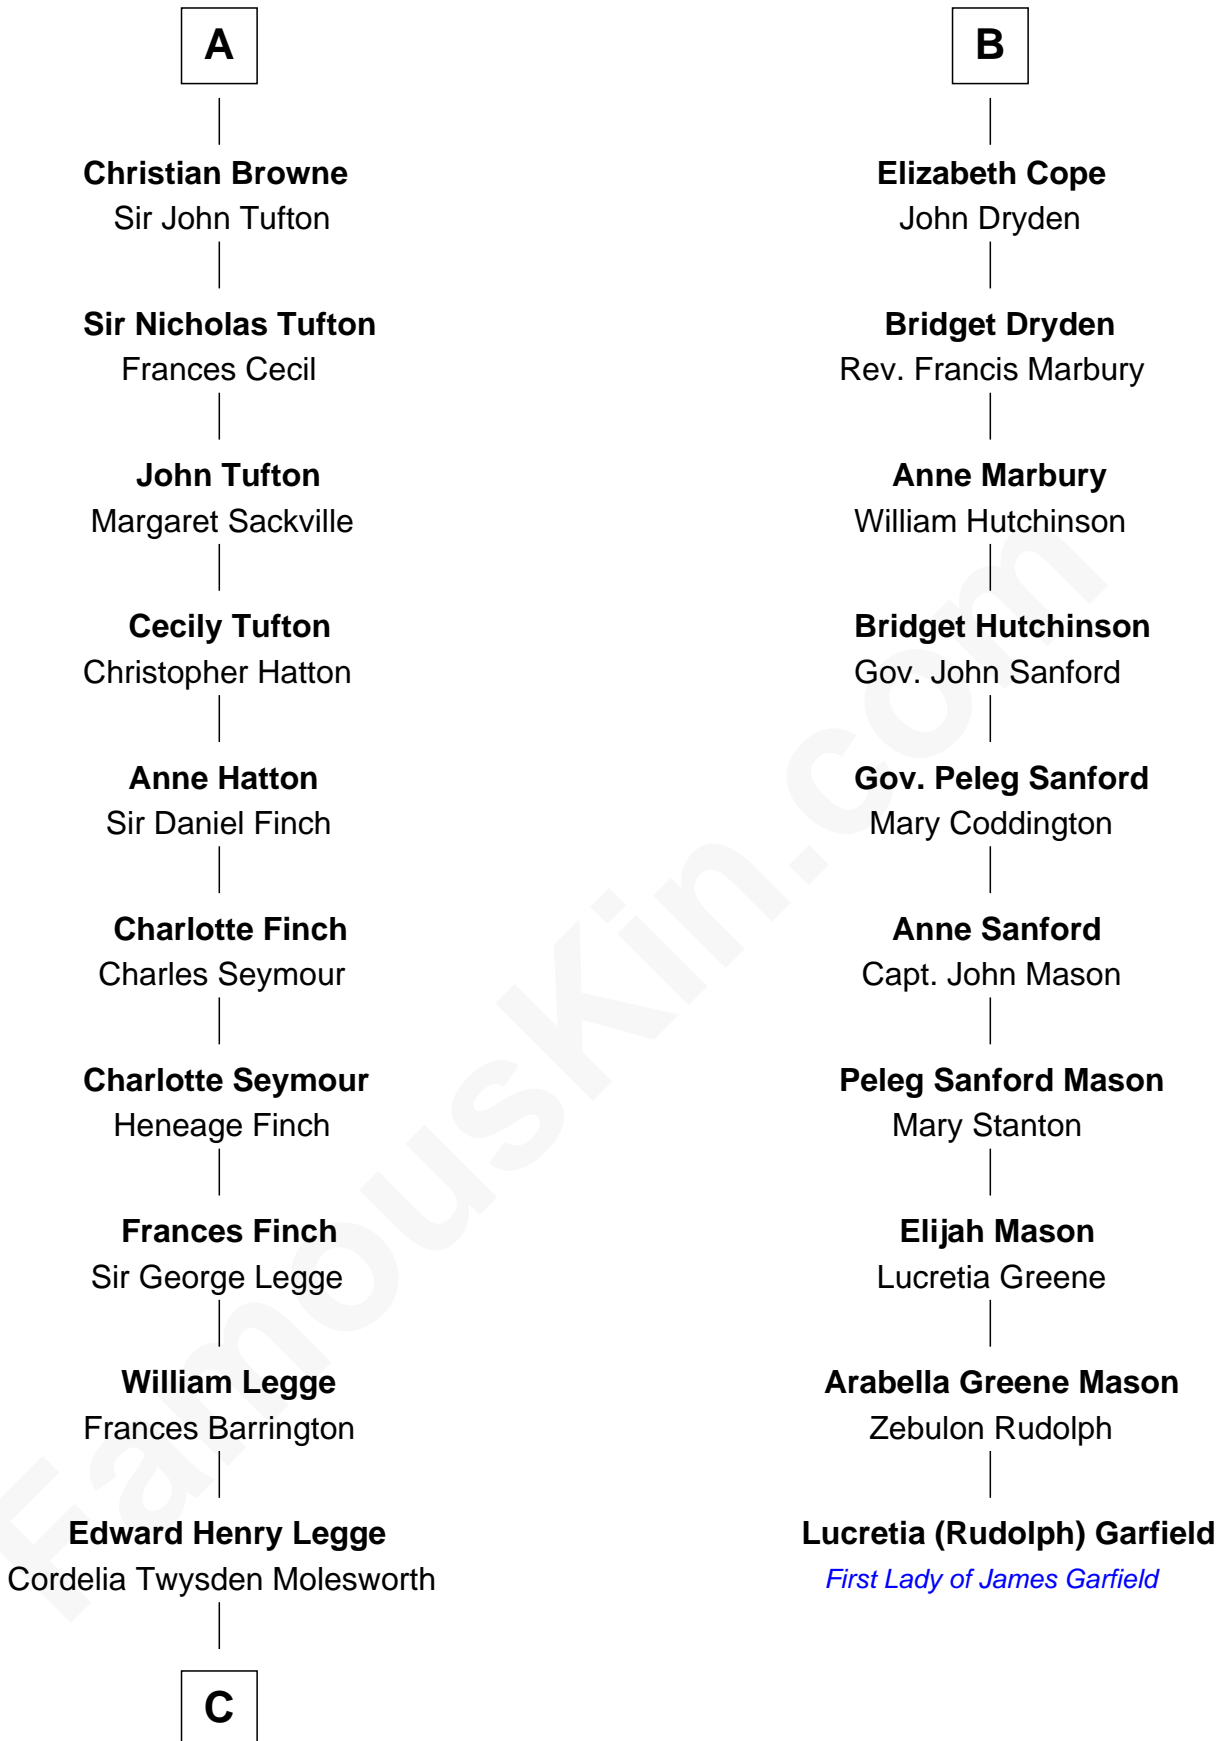 A
Christian Browne
Sir John Tufton
Sir Nicholas Tufton
Frances Cecil
John Tufton
Margaret Sackville
Cecily Tufton
Christopher Hatton
Anne Hatton
Sir Daniel Finch
Charlotte Finch
Charles Seymour
Charlotte Seymour
Heneage Finch
Frances Finch
Sir George Legge
William Legge
Frances Barrington
Edward Henry Legge
Cordelia Twysden Molesworth
C
B
Elizabeth Cope
John Dryden
Bridget Dryden
Rev. Francis Marbury
Anne Marbury
William Hutchinson
Bridget Hutchinson
Gov. John Sanford
Gov. Peleg Sanford
Mary Coddington
Anne Sanford
Capt. John Mason
Peleg Sanford Mason
Mary Stanton
Elijah Mason
Lucretia Greene
Arabella Greene Mason
Zebulon Rudolph
Lucretia (Rudolph) Garfield
First Lady of James Garfield
FamousKin.com